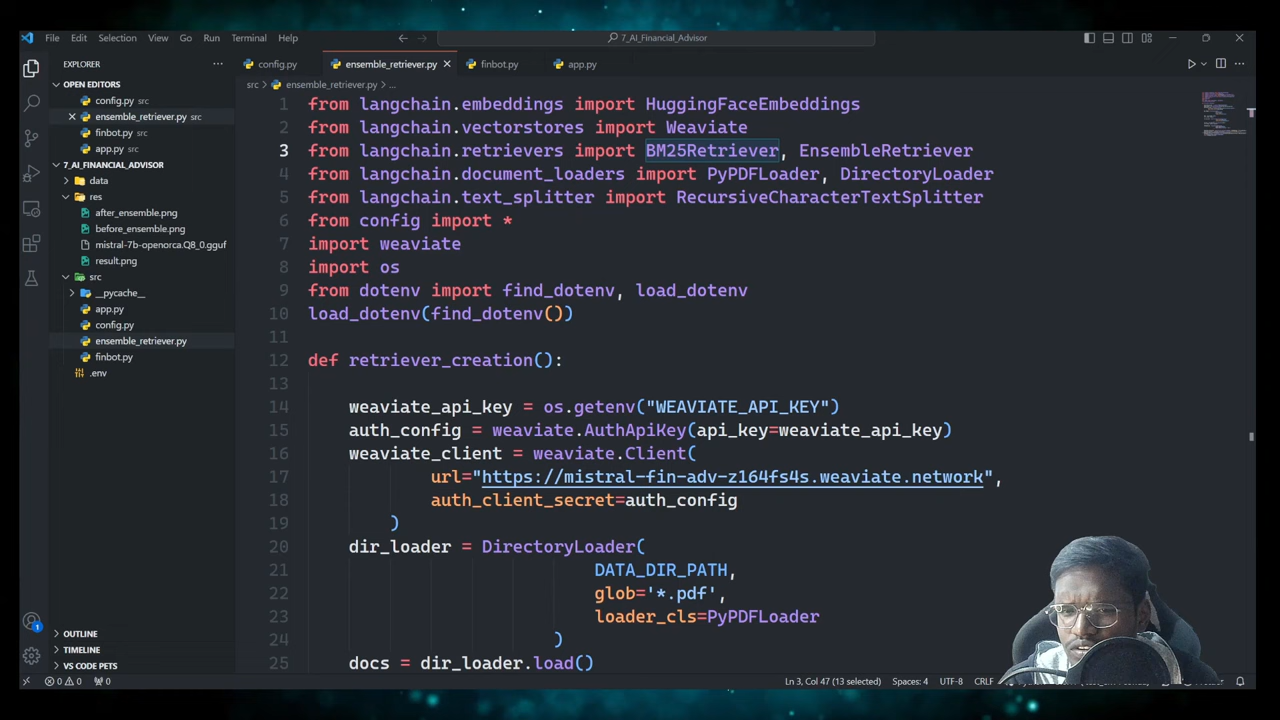 File Edit Selection View Go Run Terminal Help
7_AI_Financial_Advisor
EXPLORER
config.py
ensemble_retriever.py
finbot.py
app.py
OPEN EDITORS
config.py src
ensemble_retriever.py src
finbot.py src
app.py src
7_AI_FINANCIAL_ADVISOR
data
res
after_ensemble.png
before_ensemble.png
mistral-7b-openorca.Q8_0.gguf
result.png
src
__pycache__
app.py
config.py
ensemble_retriever.py
finbot.py
.env
OUTLINE
TIMELINE
VS CODE PETS
src > ensemble_retriever.py > ...
1 from langchain.embeddings import HuggingFaceEmbeddings
2 from langchain.vectorstores import Weaviate
3 from langchain.retrievers import BM25Retriever, EnsembleRetriever
4 from langchain.document_loaders import PyPDFLoader, DirectoryLoader
5 from langchain.text_splitter import RecursiveCharacterTextSplitter
6 from config import *
7 import weaviate
8 import os
9 from dotenv import find_dotenv, load_dotenv
10 load_dotenv(find_dotenv())
11
12 def retriever_creation():
13
14 weaviate_api_key = os.getenv("WEAVIATE_API_KEY")
15 auth_config = weaviate.AuthApiKey(api_key=weaviate_api_key)
16 weaviate_client = weaviate.Client(
17 url="https://mistral-fin-adv-z164fs4s.weaviate.network",
18 auth_client_secret=auth_config
19 )
20 dir_loader = DirectoryLoader(
21 DATA_DIR_PATH,
22 glob='*.pdf',
23 loader_cls=PyPDFLoader
24 )
25 docs = dir_loader.load()
0 0 0 Ln 3, Col 47 (13 selected) Spaces: 4 UTF-8 CRLF